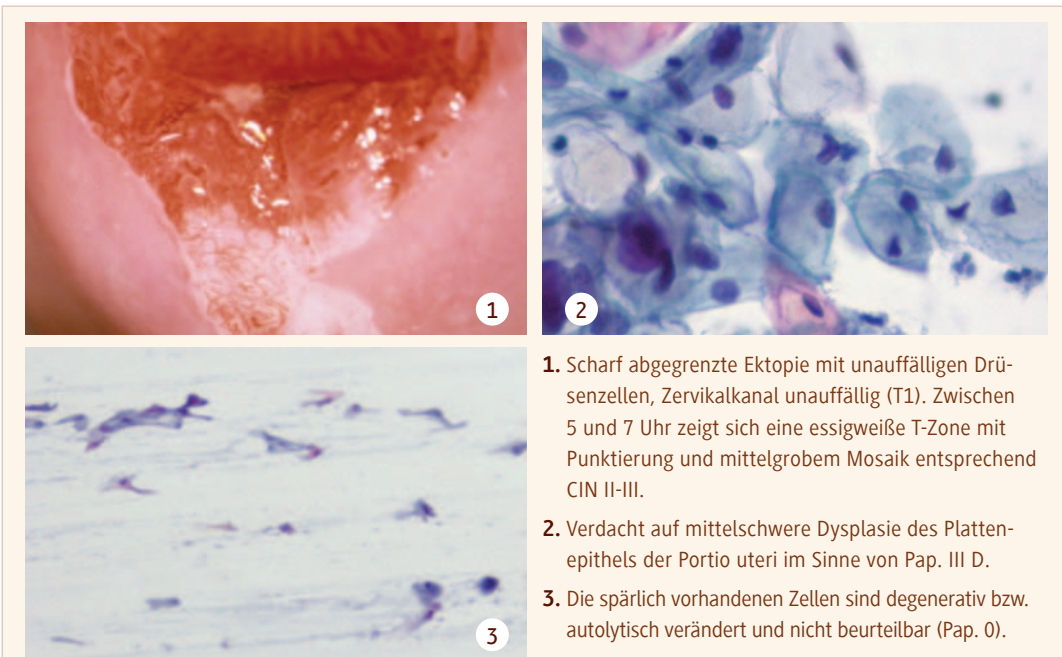 1
2
3
1. Scharf abgegrenzte Ektopie mit unauffälligen Drü-
senzellen, Zervikalkanal unauffällig (T1). Zwischen
5 und 7 Uhr zeigt sich eine essigweiße T-Zone mit
Punktierung und mittelgrobem Mosaik entsprechend
CIN II-III.
2. Verdacht auf mittelschwere Dysplasie des Platten-
epithels der Portio uteri im Sinne von Pap. III D.
3. Die spärlich vorhandenen Zellen sind degenerativ bzw.
autolytisch verändert und nicht beurteilbar (Pap. 0).